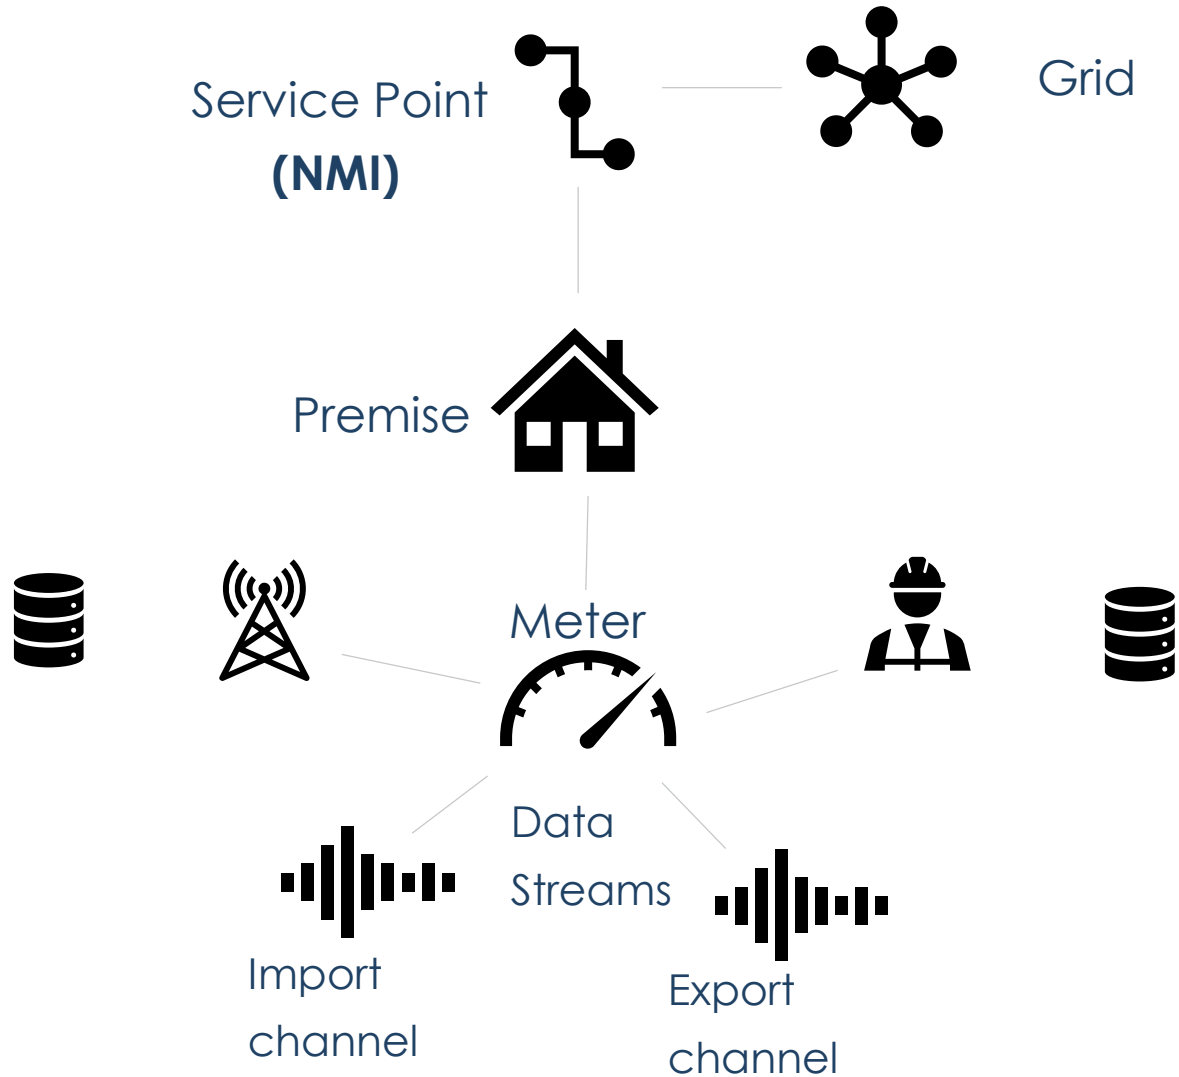 Service Point
(NMI)
Grid
Premise
Meter
Data
Streams
Import
channel
Export
channel